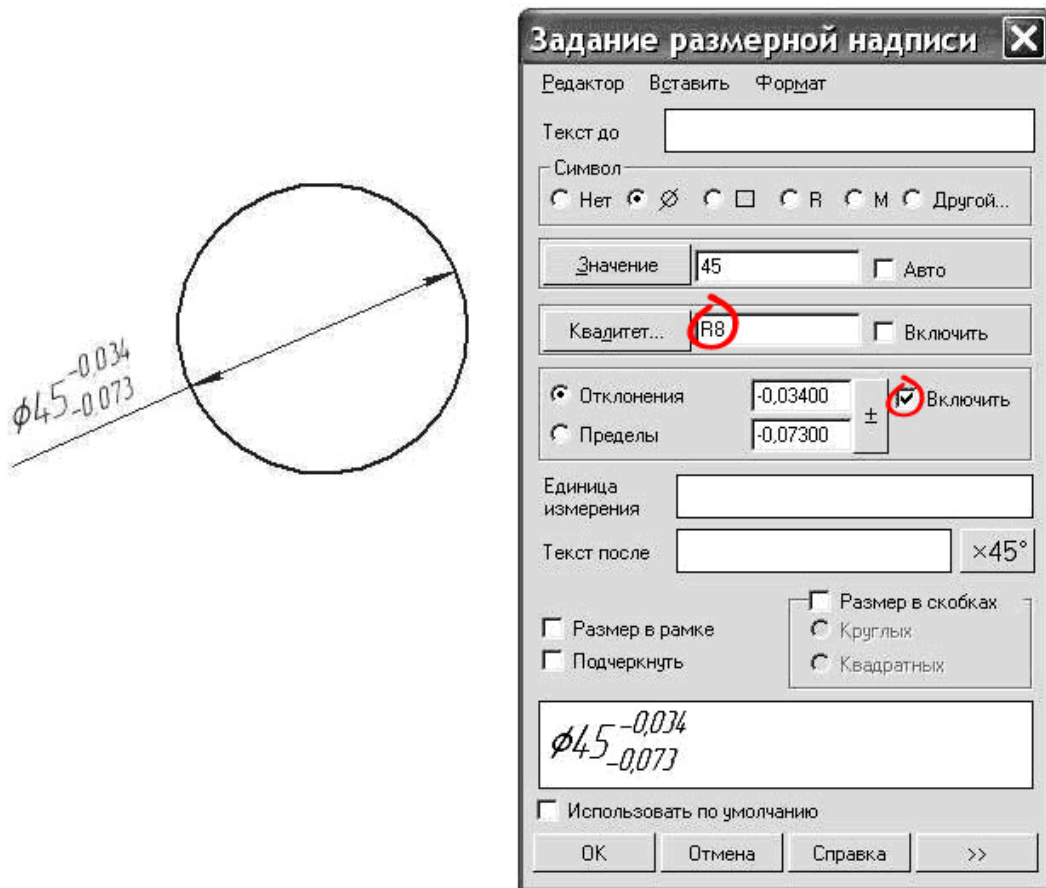 ϕ45 -0,034
-0,073
Задание размерной надписи
Редактор Вставить Формат
Текст до
Символ
Нет Ø □ R M Другой...
Значение 45 Авто
Квалитет... R8 Включить
Отклонения -0,03400 ± Включить
Пределы -0,07300
Единица
измерения
Текст после ×45°
Размер в скобках
Размер в рамке Круглых
Подчеркнуть Квадратных
ϕ45 -0,034
-0,073
Использовать по умолчанию
OK Отмена Справка >>